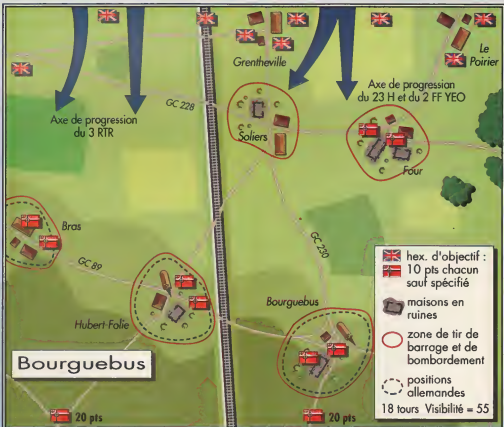 Grentheville
Le
Poirier
Axe de progression
du 3 RTR
GC 228
Axe de progression
du 23 H et du 2 FF YEO
Soliers
Four
Bras
GC 89
GC 230
Hubert-Folie
Bourguebus
Bourguebus
20 pts
20 pts
hex. d'objectif :
10 pts chacun
sauf spécifié
maisons en
ruines
zone de tir de
barrage et de
bombordement
positions
allemandes
18 tours Visibilité = 55